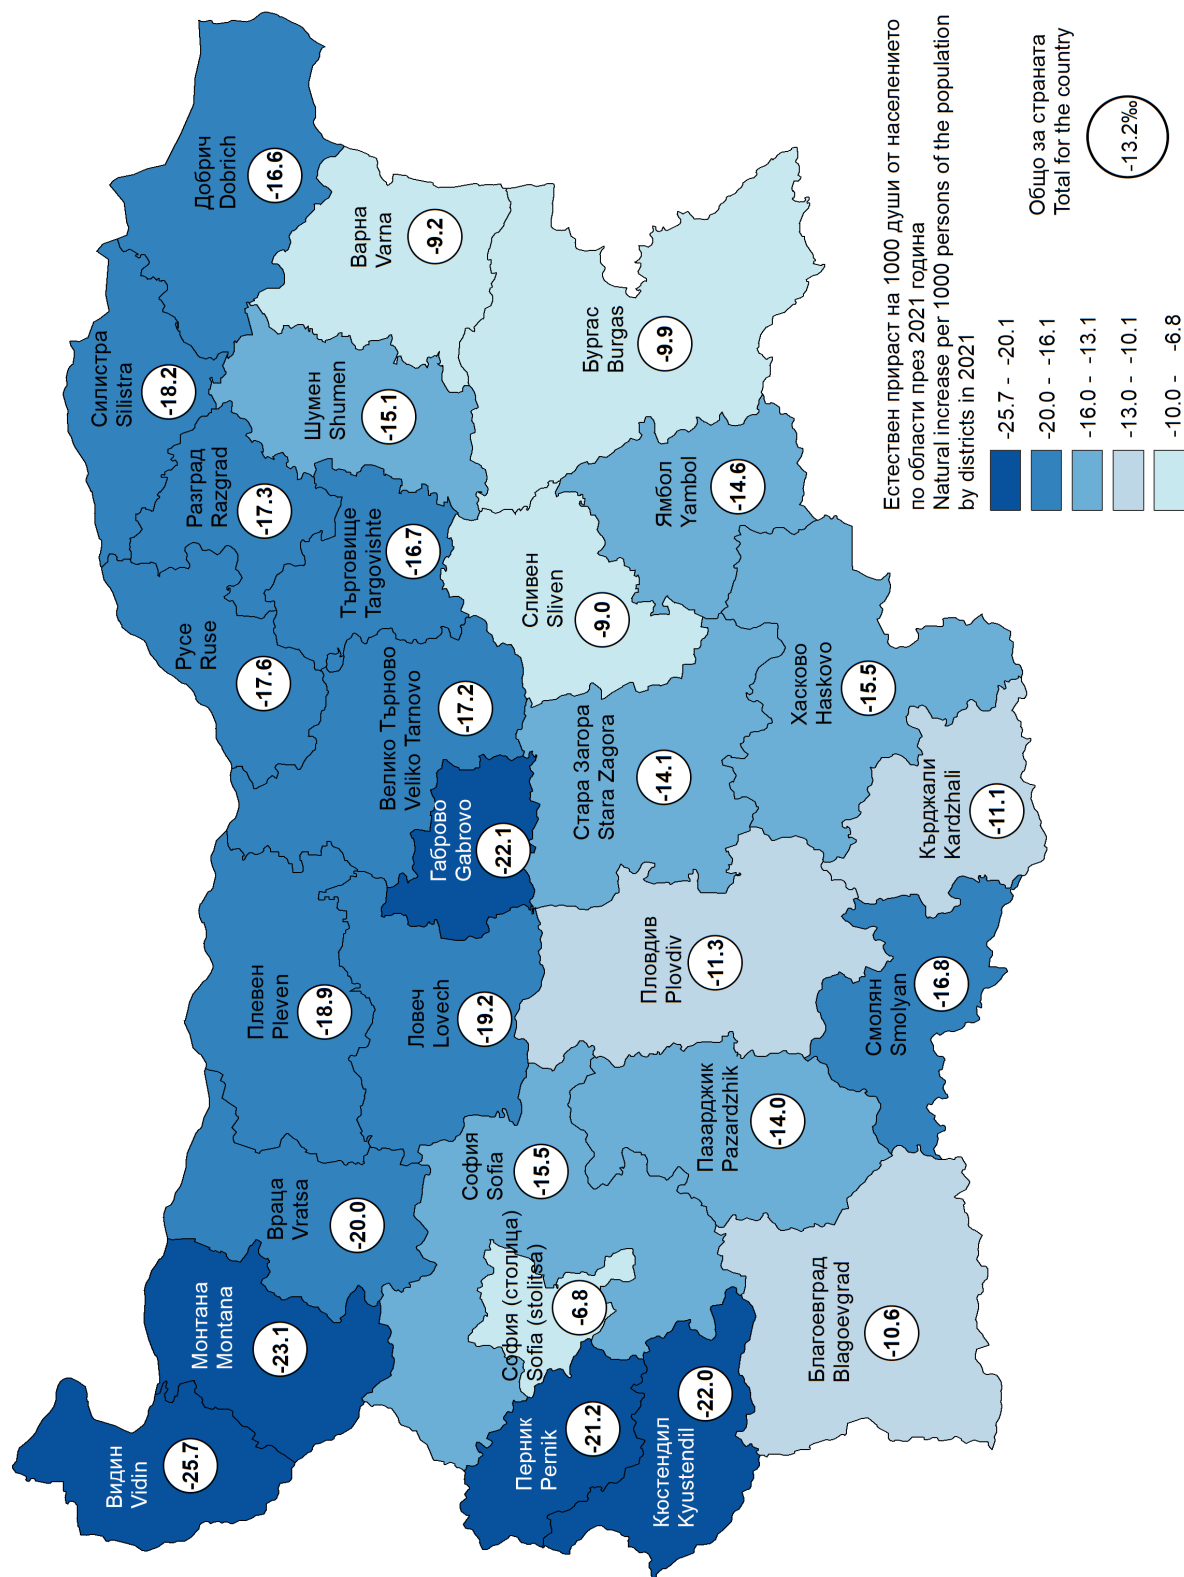 Видин
Vidin
-25.7
Монтана
Montana
-23.1
Враца
Vratsa
-20.0
Плевен
Pleven
-18.9
Ловеч
Lovech
-19.2
Габрово
Gabrovo
-22.1
Велико Търново
Veliko Tarnovo
-17.2
Русе
Ruse
-17.6
Разград
Razgrad
-17.3
Силистра
Silistra
-18.2
Добрич
Dobrich
-16.6
Търговище
Targovishte
-16.7
Шумен
Shumen
-15.1
Варна
Varna
-9.2
София
Sofia
-15.5
София (столица)
Sofia (stolitsa)
-6.8
Перник
Pernik
-21.2
Кюстендил
Kyustendil
-22.0
Благоевград
Blagoevgrad
-10.6
Пазарджик
Pazardzhik
-14.0
Пловдив
Plovdiv
-11.3
Смолян
Smolyan
-16.8
Стара Загора
Stara Zagora
-14.1
Сливен
Sliven
-9.0
Бургас
Burgas
-9.9
Ямбол
Yambol
-14.6
Хасково
Haskovo
-15.5
Кърджали
Kardzhali
-11.1
Естествен прираст на 1000 души от населението
по области през 2021 година
Natural increase per 1000 persons of the population
by districts in 2021
-25.7 - -20.1
-20.0 - -16.1
-16.0 - -13.1
-13.0 - -10.1
-10.0 - -6.8
Общо за страната
Total for the country
-13.2‰